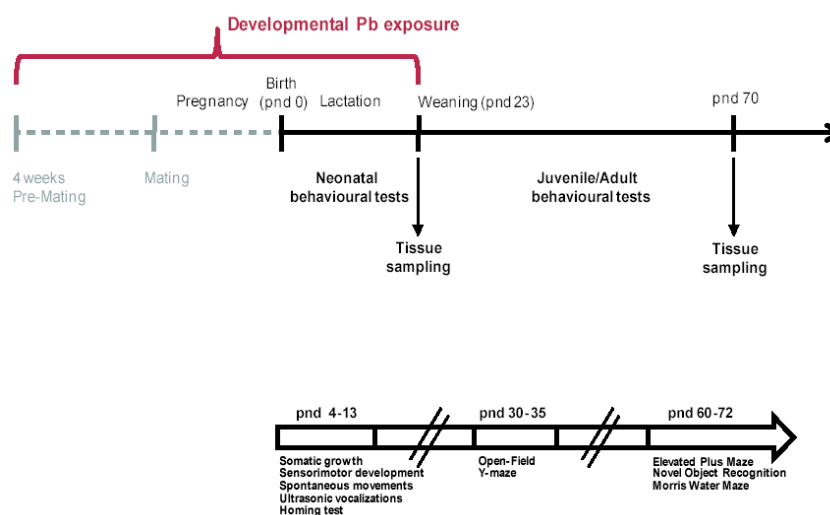 Developmental Pb exposure
Birth
Pregnancy (pnd 0) Lactation Weaning (pnd 23) pnd 70
4 weeks
Pre-Mating
Mating
Neonatal
behavioural tests
Juvenile/Adult
behavioural tests
Tissue
sampling
Tissue
sampling
pnd 4-13 pnd 30-35 pnd 60-72
Somatic growth
Sensorimotor development
Spontaneous movements
Ultrasonic vocalizations
Homing test
Open-Field
Y-maze
Elevated Plus Maze
Novel Object Recognition
Morris Water Maze